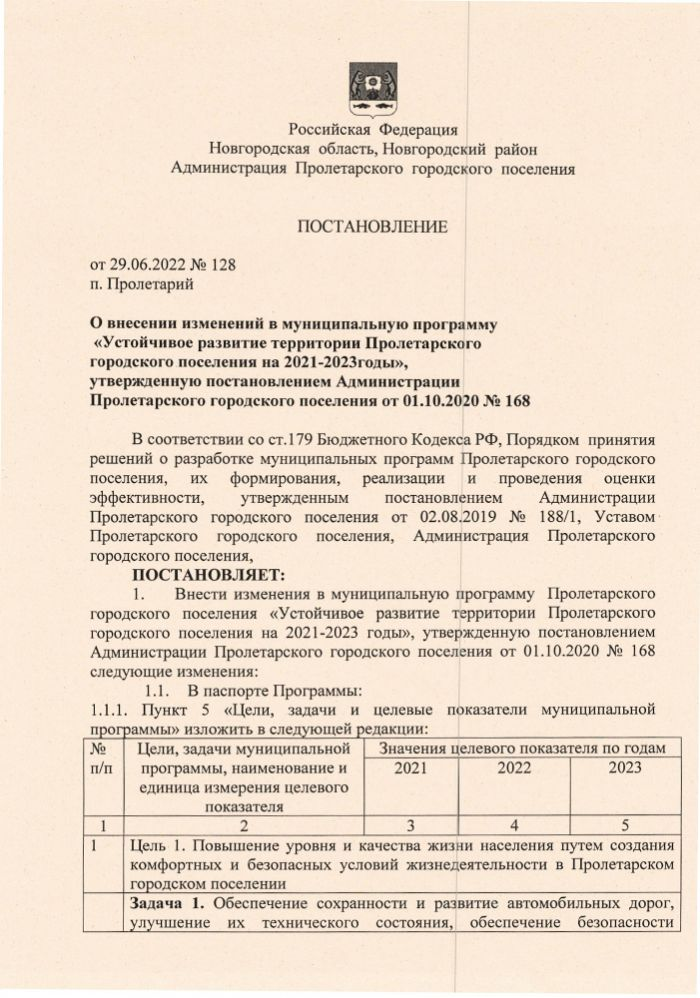 Российская Федерация
Новгородская область, Новгородский район
Администрация Пролетарского городского поселения
ПОСТАНОВЛЕНИЕ
от 29.06.2022 № 128
п. Пролетарий
О внесении изменений в муниципальную программу
«Устойчивое развитие территории Пролетарского
городского поселения на 2021-2023годы»,
утвержденную постановлением Администрации
Пролетарского городского поселения от 01.10.2020 № 168
В соответствии со ст.179 Бюджетного Кодекса РФ, Порядком принятия
решений о разработке муниципальных программ Пролетарского городского
поселения, их формирования, реализации и проведения оценки
эффективности, утвержденным постановлением Администрации
Пролетарского городского поселения от 02.08.2019 № 188/1, Уставом
Пролетарского городского поселения, Администрация Пролетарского
городского поселения,
ПОСТАНОВЛЯЕТ:
1. Внести изменения в муниципальную программу Пролетарского
городского поселения «Устойчивое развитие территории Пролетарского
городского поселения на 2021-2023 годы», утвержденную постановлением
Администрации Пролетарского городского поселения от 01.10.2020 № 168
следующие изменения:
1.1. В паспорте Программы:
1.1.1. Пункт 5 «Цели, задачи и целевые показатели муниципальной
программы» изложить в следующей редакции:
№ п/п
Цели, задачи муниципальной
программы, наименование и
единица измерения целевого
показателя
Значения целевого показателя по годам
2021 2022 2023
1 2 3 4 5
1 Цель 1. Повышение уровня и качества жизни населения путем создания
комфортных и безопасных условий жизнедеятельности в Пролетарском
городском поселении
Задача 1. Обеспечение сохранности и развитие автомобильных дорог,
улучшение их технического состояния, обеспечение безопасности